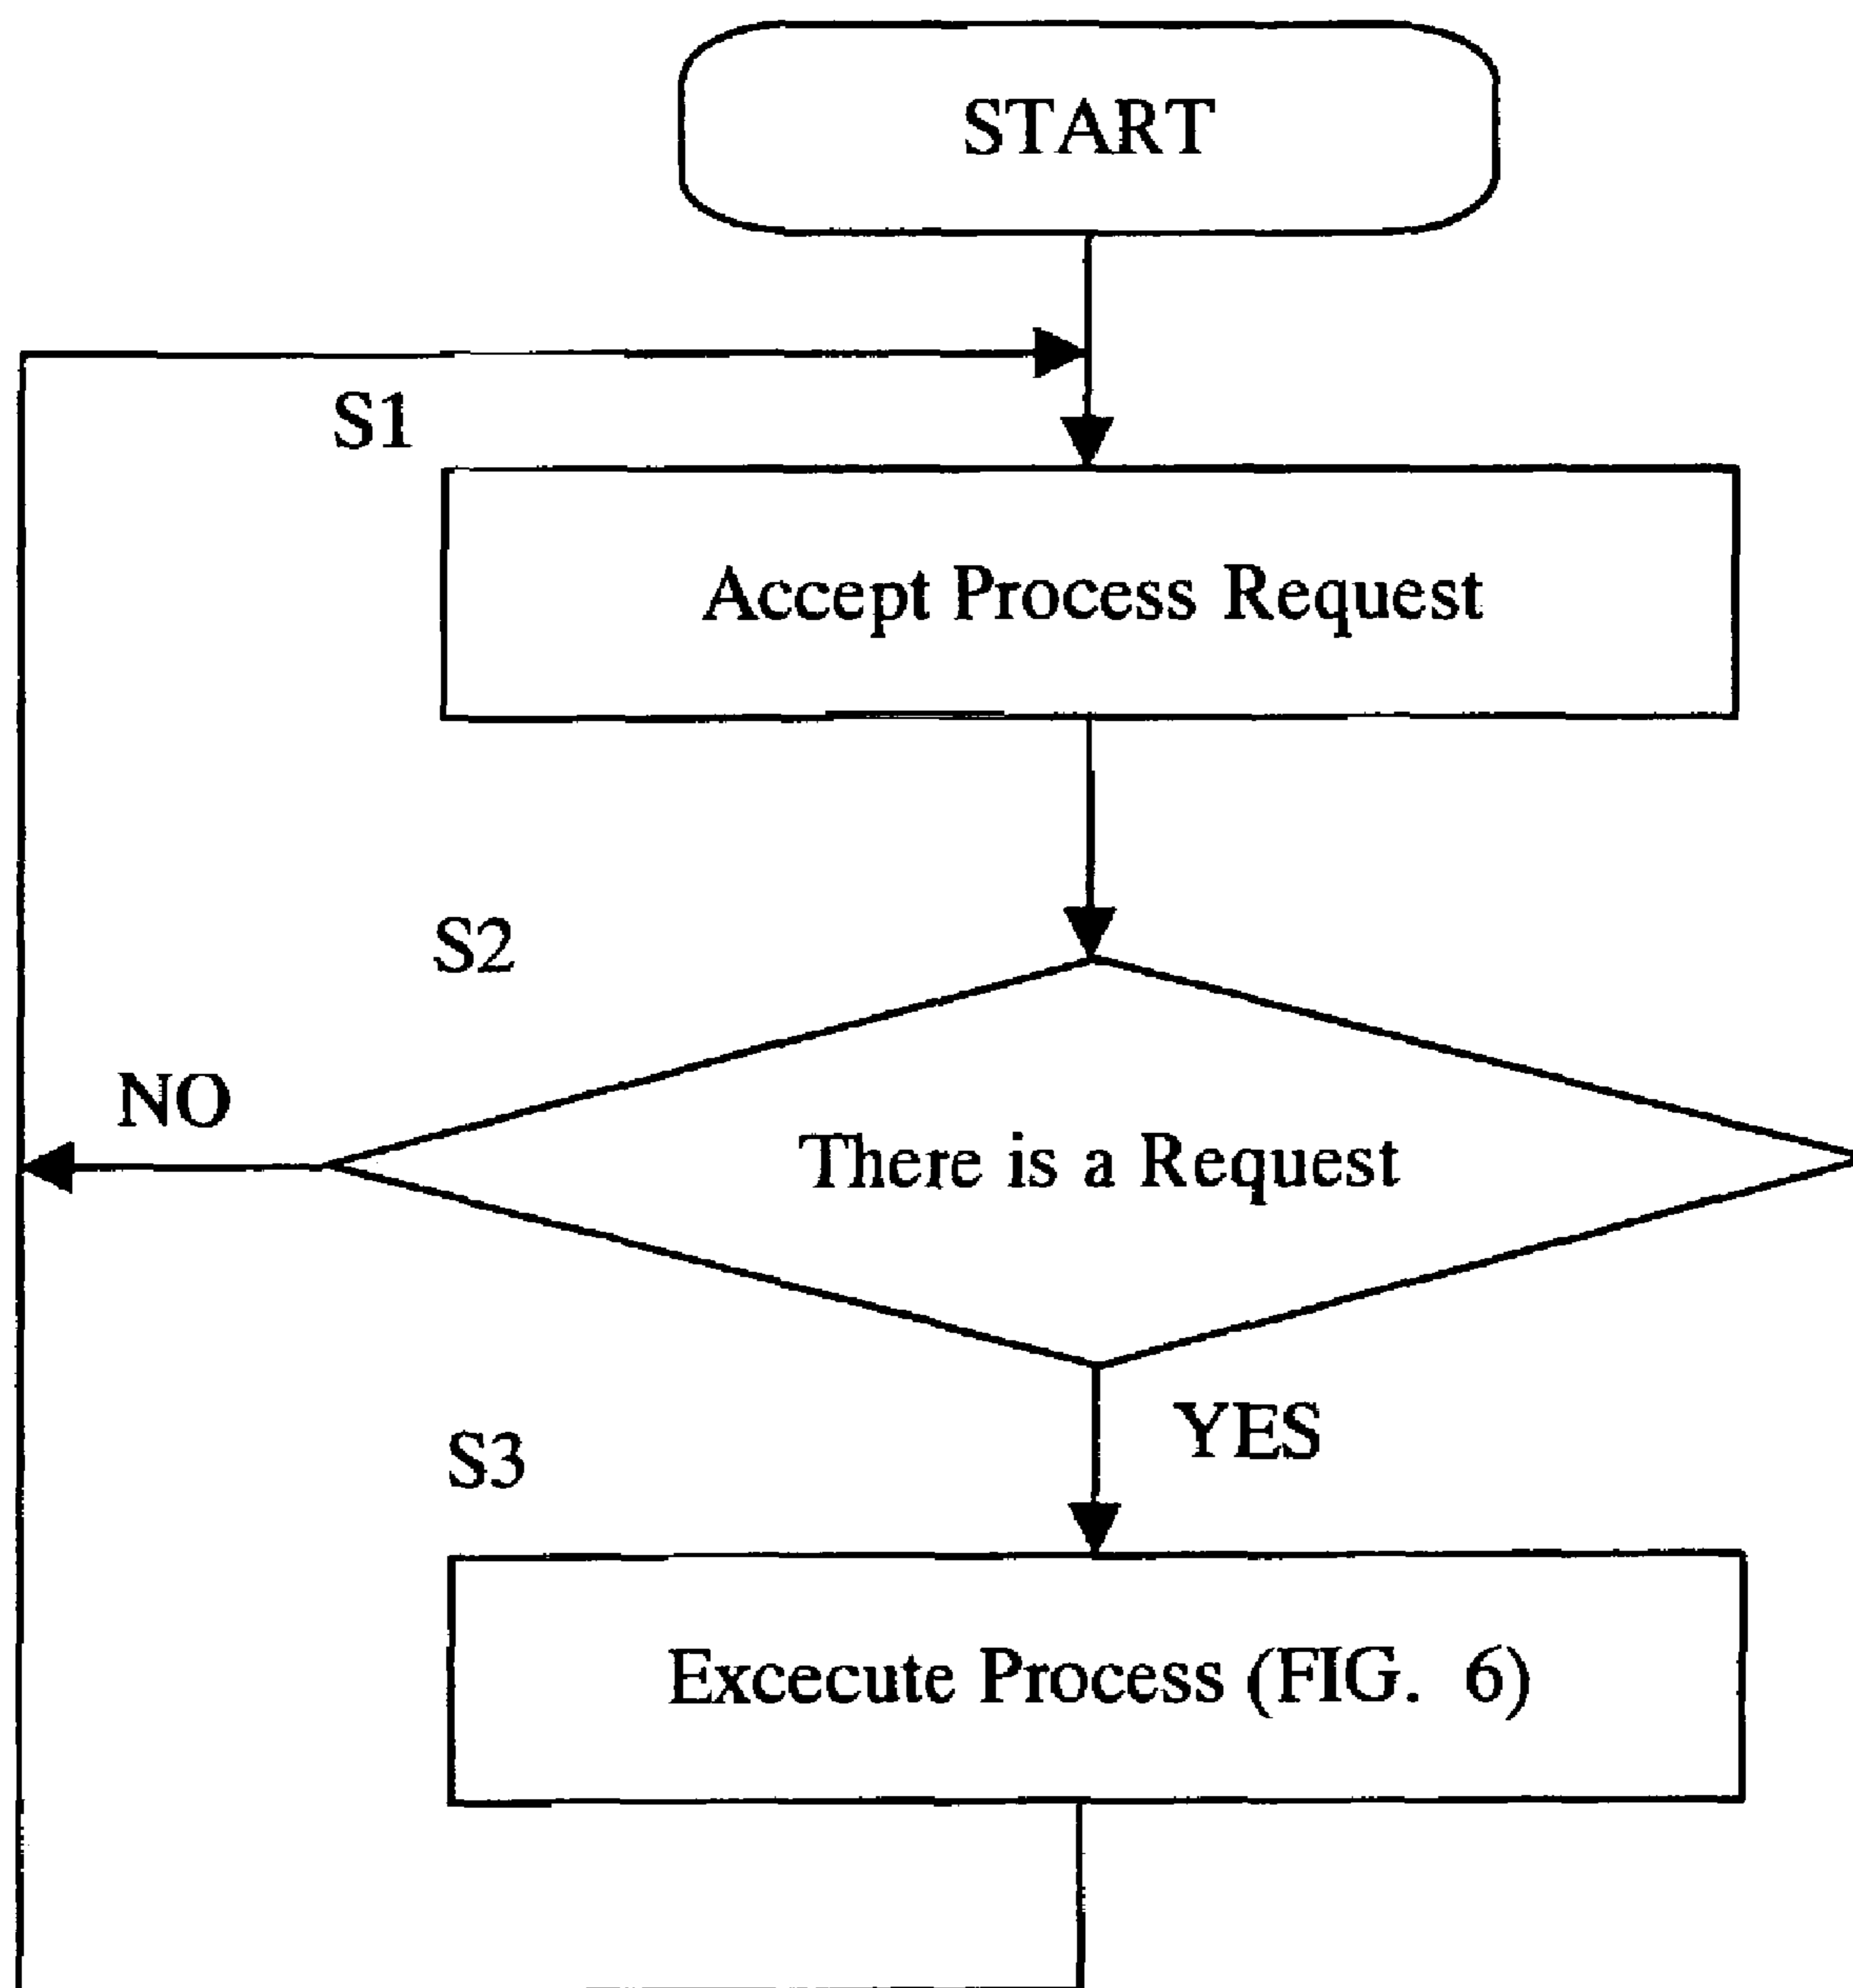 START
S1
Accept Process Request
S2
NO
There is a Request
YES
S3
Excecute Process (FIG. 6)